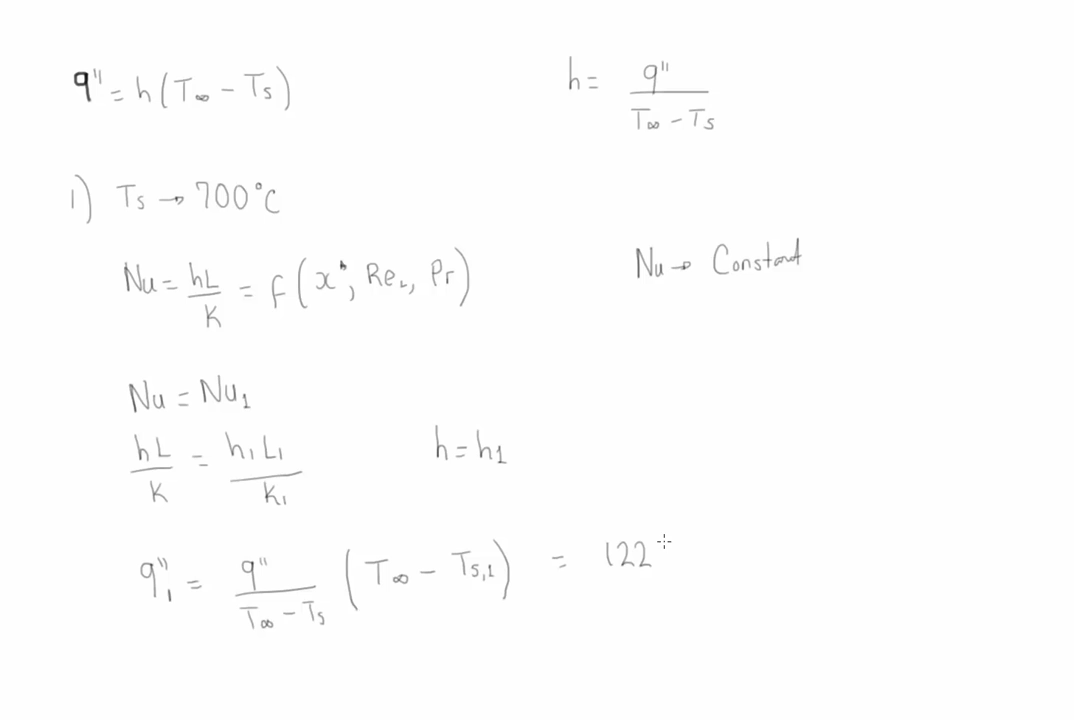 q'' = h(T∞ − Ts)
h = q'' / (T∞ − Ts)
1) Ts → 700°C
Nu = hL/K = f(x*, ReL, Pr)
Nu → Constant
Nu = Nu1
hL/K = h1L1/K1
h = h1
q''1 = q'' / (T∞ − Ts) (T∞ − Ts,1) = 122